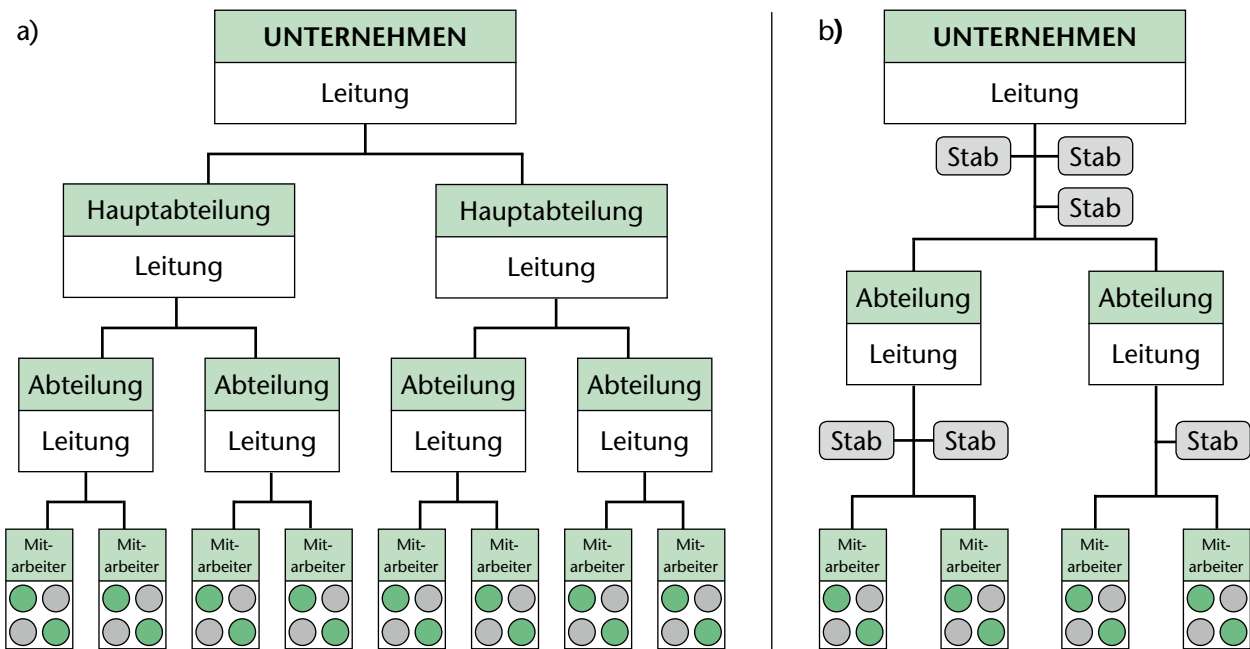 a)
UNTERNEHMEN
Leitung
Hauptabteilung
Leitung
Hauptabteilung
Leitung
Abteilung
Leitung
Abteilung
Leitung
Abteilung
Leitung
Abteilung
Leitung
Mit-
arbeiter
Mit-
arbeiter
Mit-
arbeiter
Mit-
arbeiter
Mit-
arbeiter
Mit-
arbeiter
Mit-
arbeiter
Mit-
arbeiter
b)
UNTERNEHMEN
Leitung
Stab
Stab
Stab
Abteilung
Leitung
Abteilung
Leitung
Stab
Stab
Stab
Mit-
arbeiter
Mit-
arbeiter
Mit-
arbeiter
Mit-
arbeiter